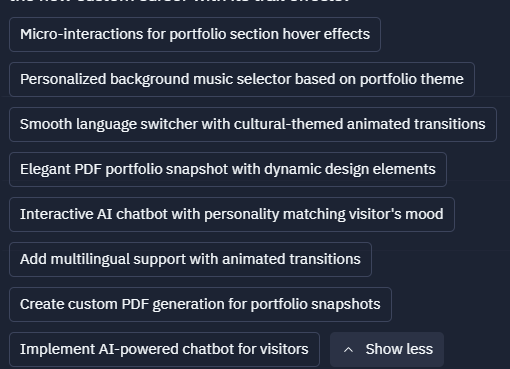 Micro-interactions for portfolio section hover effects
Personalized background music selector based on portfolio theme
Smooth language switcher with cultural-themed animated transitions
Elegant PDF portfolio snapshot with dynamic design elements
Interactive AI chatbot with personality matching visitor's mood
Add multilingual support with animated transitions
Create custom PDF generation for portfolio snapshots
Implement AI-powered chatbot for visitors
Show less